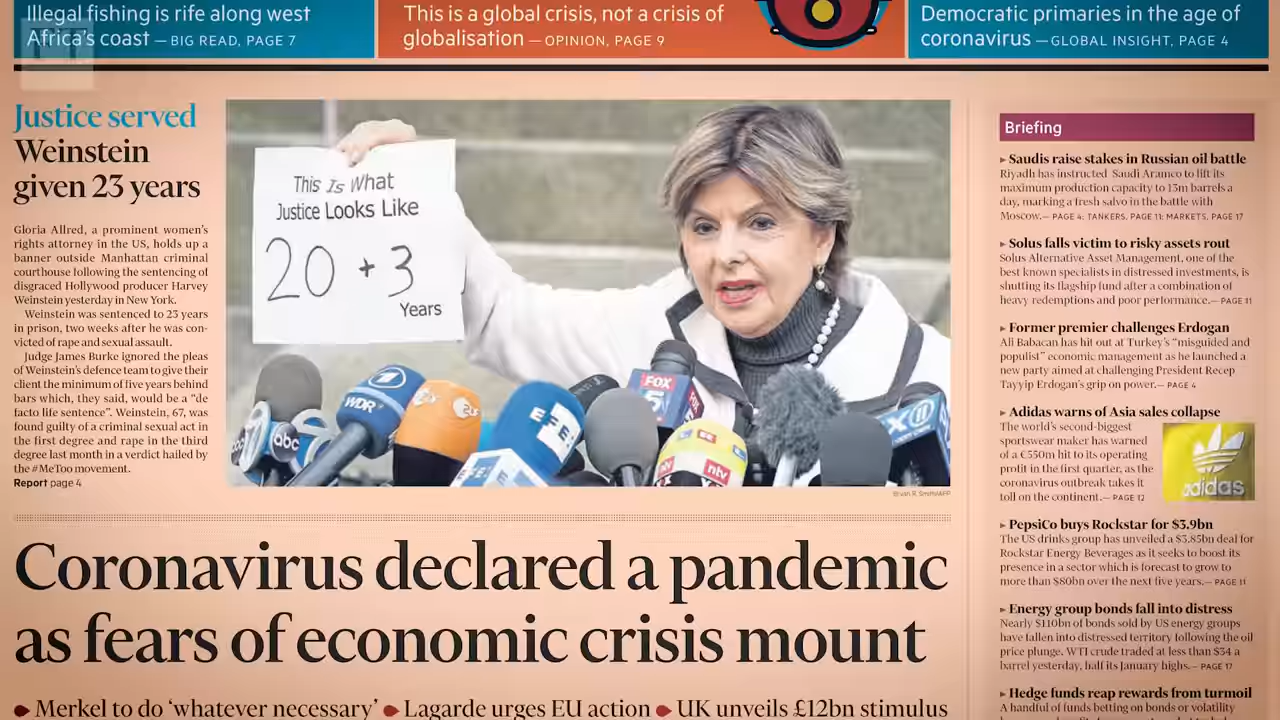 Illegal fishing is rife along west
Africa's coast — BIG READ, PAGE 7
This is a global crisis, not a crisis of
globalisation — OPINION, PAGE 9
Democratic primaries in the age of
coronavirus — GLOBAL INSIGHT, PAGE 4
Justice served
Weinstein
given 23 years
Gloria Allred, a prominent women's
rights attorney in the US, holds up a
banner outside Manhattan criminal
courthouse following the sentencing of
disgraced Hollywood producer Harvey
Weinstein yesterday in New York.
Weinstein was sentenced to 23 years
in prison, two weeks after he was con-
victed of rape and sexual assault.
Judge James Burke ignored the pleas
of Weinstein's defence team to give their
client the minimum of five years behind
bars which, they said, would be a "de
facto life sentence". Weinstein, 67, was
found guilty of a criminal sexual act in
the first degree and rape in the third
degree last month in a verdict hailed by
the #MeToo movement.
Report page 4
This Is What
Justice Looks Like
20 + 3
Years
abc
abc
WDR
ZDF
ZDF
EFE
EFE
FOX
5
FOX
ntv
ntv
X 11
Bryan R. Smith/AFP
Coronavirus declared a pandemic
as fears of economic crisis mount
Merkel to do 'whatever necessary' Lagarde urges EU action UK unveils £12bn stimulus
Briefing
▸ Saudis raise stakes in Russian oil battle
Riyadh has instructed Saudi Aramco to lift its
maximum production capacity to 13m barrels a
day, marking a fresh salvo in the battle with
Moscow.— PAGE 4; TANKERS, PAGE 11; MARKETS, PAGE 17
▸ Solus falls victim to risky assets rout
Solus Alternative Asset Management, one of the
best known specialists in distressed investments, is
shutting its flagship fund after a combination of
heavy redemptions and poor performance.— PAGE 11
▸ Former premier challenges Erdogan
Ali Babacan has hit out at Turkey's "misguided and
populist" economic management as he launched a
new party aimed at challenging President Recep
Tayyip Erdogan's grip on power.— PAGE 4
▸ Adidas warns of Asia sales collapse
The world's second-biggest
sportswear maker has warned
of a €550m hit to its operating
profit in the first quarter, as the
coronavirus outbreak takes it
toll on the continent.— PAGE 12
adidas
▸ PepsiCo buys Rockstar for $3.9bn
The US drinks group has unveiled a $3.85bn deal for
Rockstar Energy Beverages as it seeks to boost its
presence in a sector which is forecast to grow to
more than $80bn over the next five years.— PAGE 11
▸ Energy group bonds fall into distress
Nearly $110bn of bonds sold by US energy groups
have fallen into distressed territory following the oil
price plunge. WTI crude traded at less than $34 a
barrel yesterday, half its January highs.— PAGE 17
▸ Hedge funds reap rewards from turmoil
A handful of funds betting on bonds or volatility